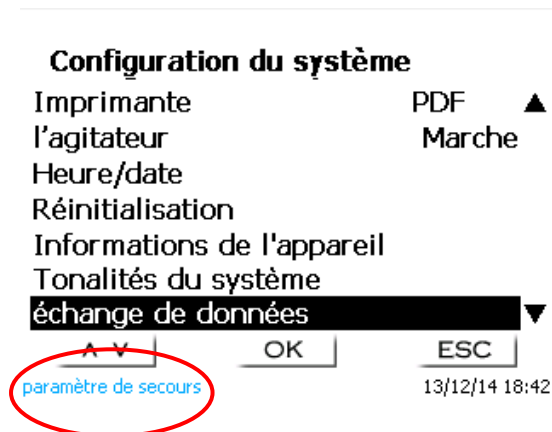 Configuration du système
Imprimante PDF ▲
l'agitateur Marche
Heure/date
Réinitialisation
Informations de l'appareil
Tonalités du système
échange de données ▼
∧ ∨ OK ESC
paramètre de secours 13/12/14 18:42